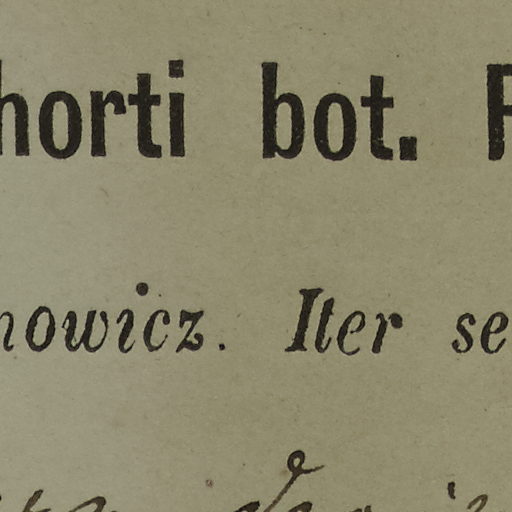 horti bot. P
nowicz. Iter se